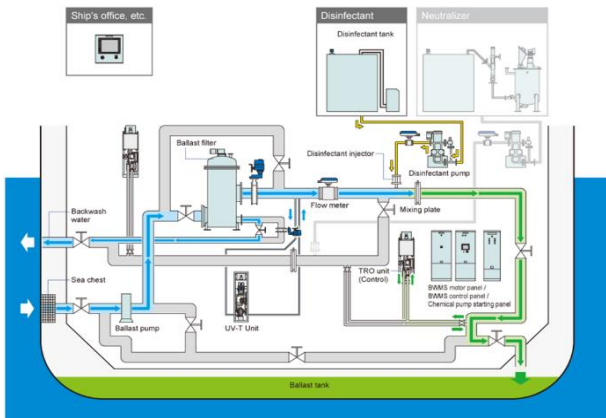 Ship's office, etc.
Disinfectant
Neutralizer
Disinfectant tank
Ballast filter
Disinfectant injector
Disinfectant pump
Backwash
water
Flow meter
Mixing plate
Sea chest
TRO unit
(Control)
BWMS motor panel /
BWMS control panel /
Chemical pump starting panel
Ballast pump
UV-T Unit
Ballast tank